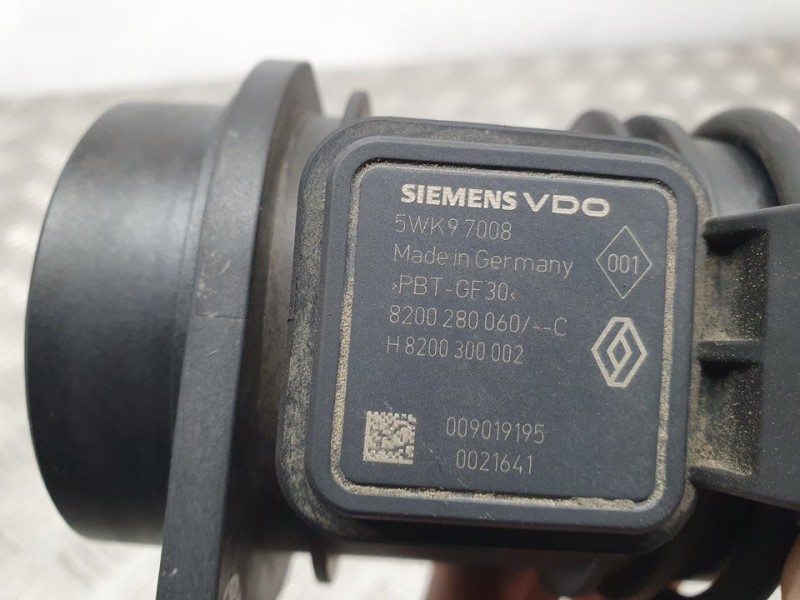 SIEMENS VDO
5WK9 7008
Made in Germany
001
>PBT-GF30<
8200 280 060/--C
H 8200 300 002
009019195
0021641